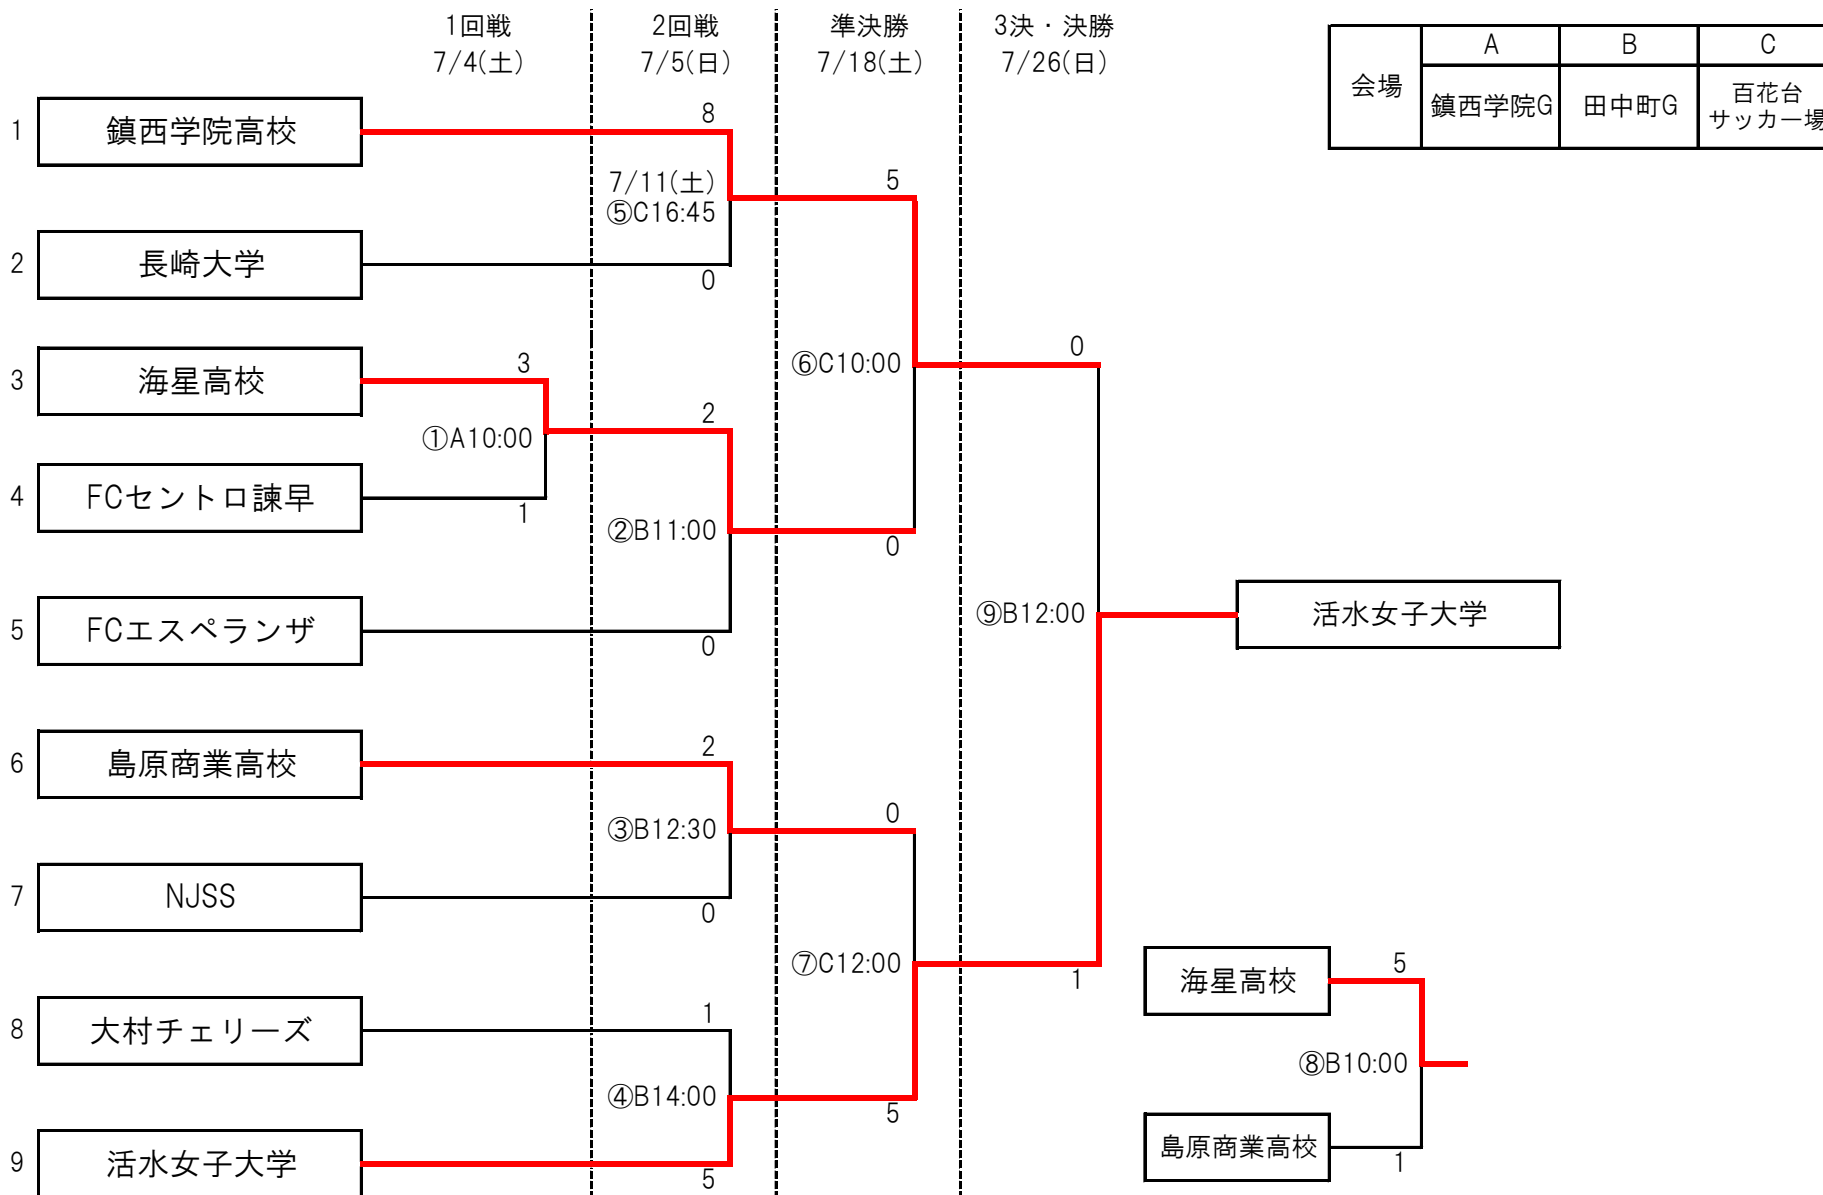 1回戦
7/4(土)
2回戦
7/5(日)
準決勝
7/18(土)
3決・決勝
7/26(日)
会場
A
B
C
鎮西学院G
田中町G
百花台
サッカー場
1
鎮西学院高校
8
7/11(土)
⑤C16:45
5
2
長崎大学
0
3
海星高校
3
⑥C10:00
0
①A10:00
2
4
FCセントロ諫早
1
②B11:00
0
5
FCエスペランザ
0
⑨B12:00
活水女子大学
6
島原商業高校
2
③B12:30
0
7
NJSS
0
⑦C12:00
1
8
大村チェリーズ
1
④B14:00
5
9
活水女子大学
5
海星高校
5
⑧B10:00
島原商業高校
1